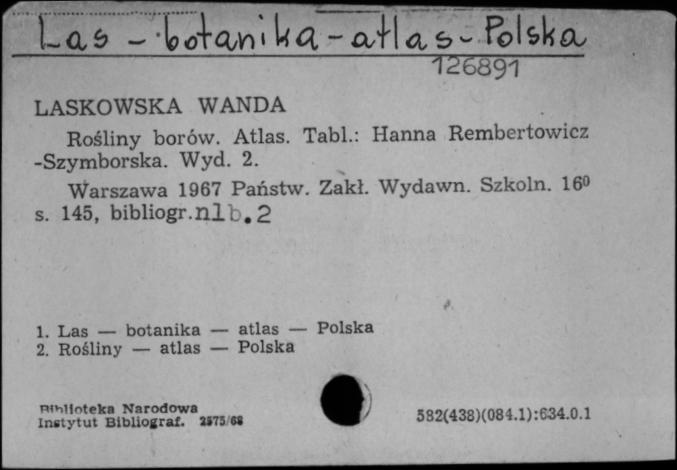 Las - botanika - atlas - Polska
126891
LASKOWSKA WANDA
Rośliny borów. Atlas. Tabl.: Hanna Rembertowicz
-Szymborska. Wyd. 2.
Warszawa 1967 Państw. Zakł. Wydawn. Szkoln. 16⁰
s. 145, bibliogr. nlb. 2
1. Las — botanika — atlas — Polska
2. Rośliny — atlas — Polska
Biblioteka Narodowa
Instytut Bibliograf. 2575/68
582(438)(084.1):634.0.1